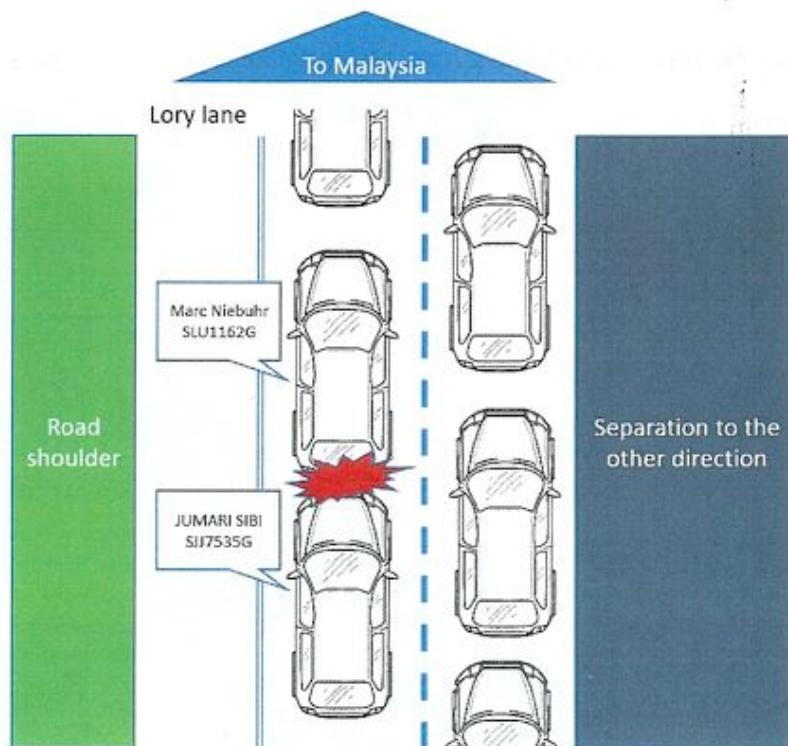 To Malaysia
Lory lane
Marc Niebuhr
SLU1162G
Road
shoulder
Separation to the
other direction
JUMARI SIBI
SJJ7535G